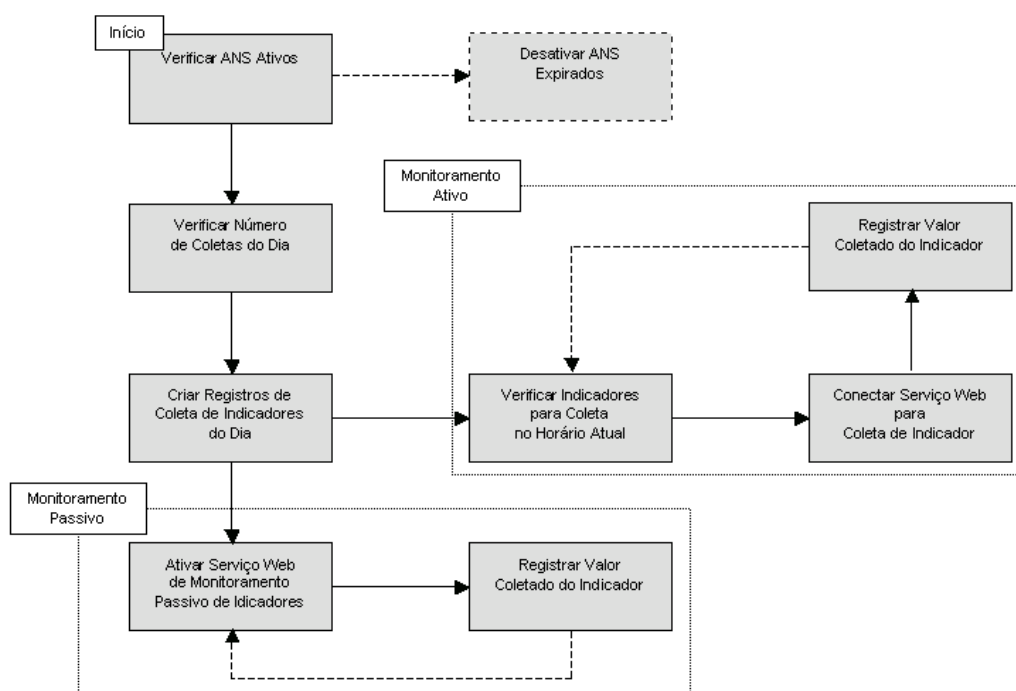 Início
Verificar ANS Ativos
Desativar ANS
Expirados
Monitoramento
Ativo
Verificar Número
de Coletas do Dia
Registrar Valor
Coletado do Indicador
Criar Registros de
Coleta de Indicadores
do Dia
Verificar Indicadores
para Coleta
no Horário Atual
Conectar Serviço Web
para
Coleta de Indicador
Monitoramento
Passivo
Ativar Serviço Web
de Monitoramento
Passivo de Idicadores
Registrar Valor
Coletado do Indicador